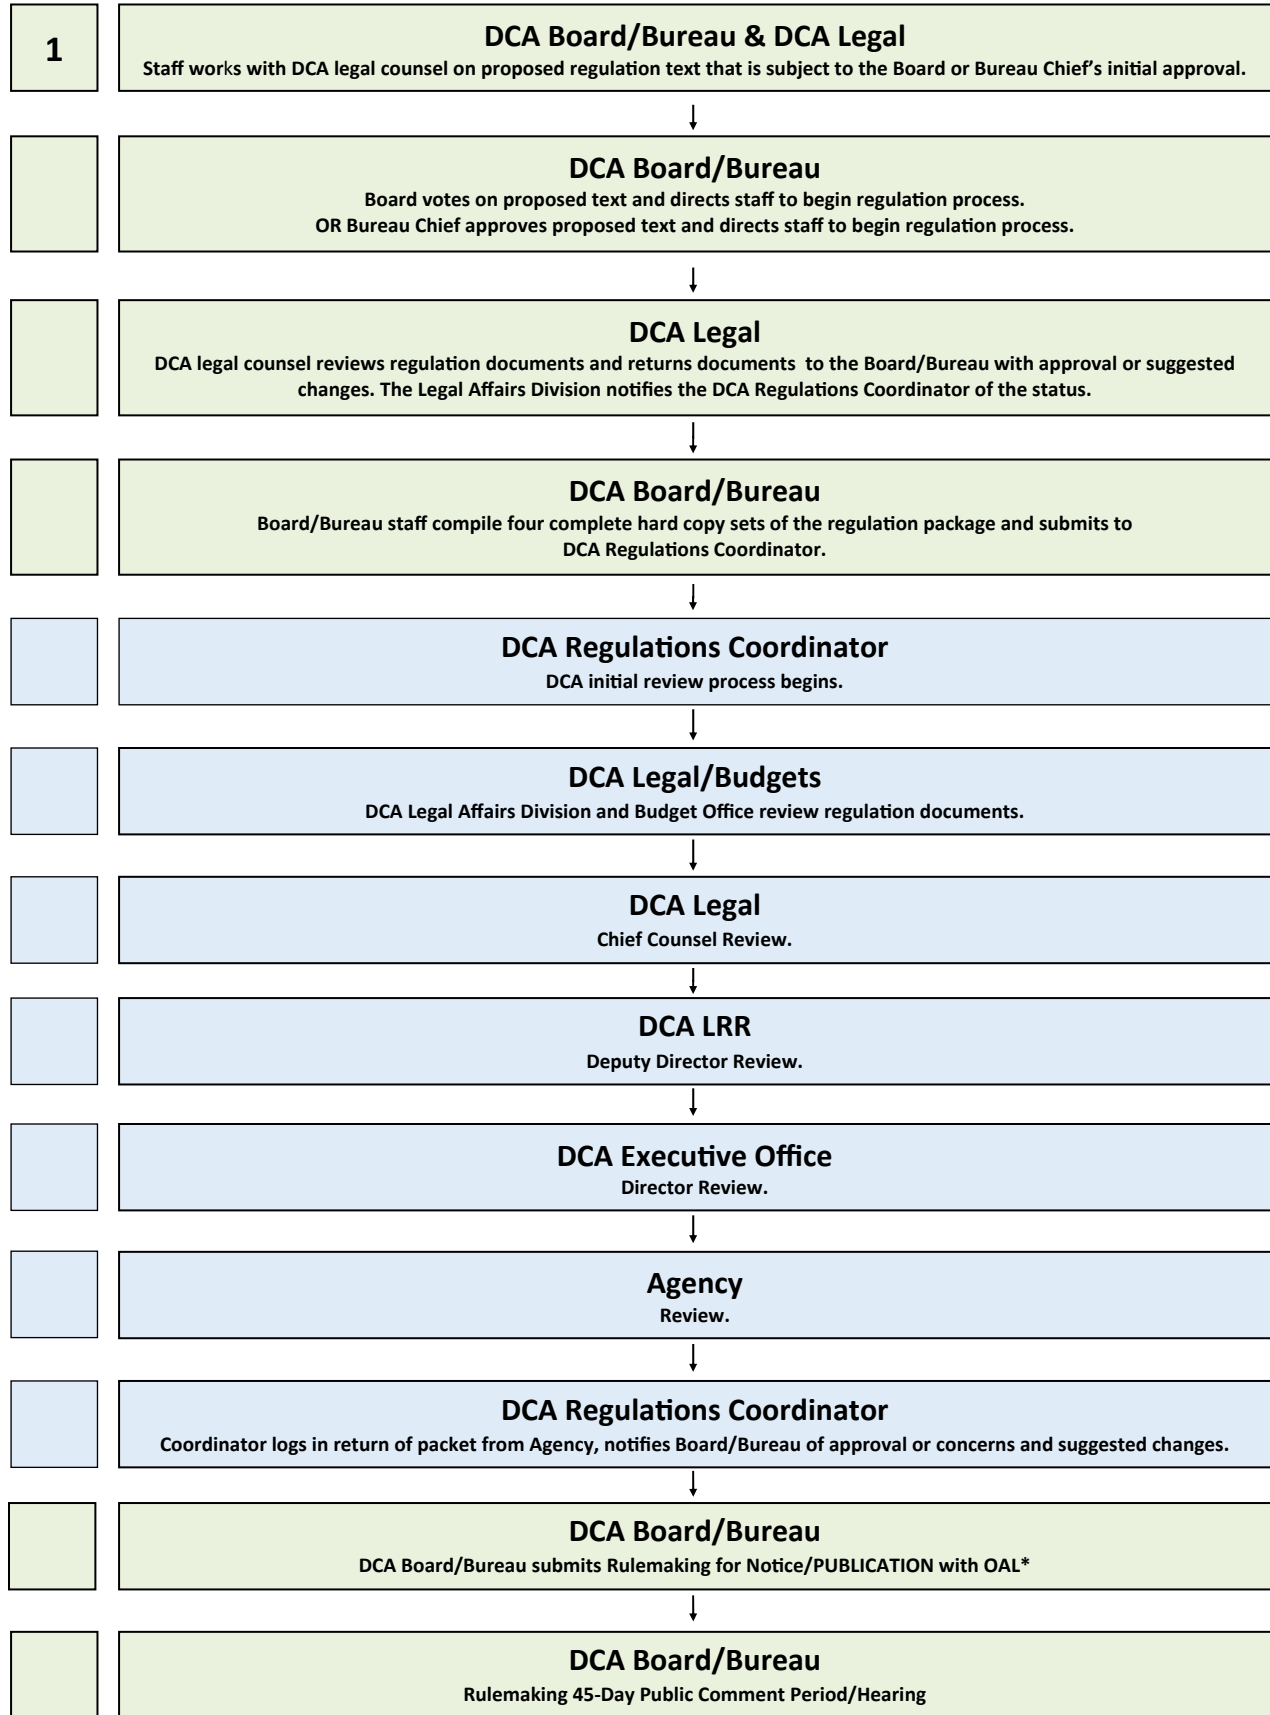 1
DCA Board/Bureau & DCA Legal
Staff works with DCA legal counsel on proposed regulation text that is subject to the Board or Bureau Chief's initial approval.
DCA Board/Bureau
Board votes on proposed text and directs staff to begin regulation process.
OR Bureau Chief approves proposed text and directs staff to begin regulation process.
DCA Legal
DCA legal counsel reviews regulation documents and returns documents to the Board/Bureau with approval or suggested
changes. The Legal Affairs Division notifies the DCA Regulations Coordinator of the status.
DCA Board/Bureau
Board/Bureau staff compile four complete hard copy sets of the regulation package and submits to
DCA Regulations Coordinator.
DCA Regulations Coordinator
DCA initial review process begins.
DCA Legal/Budgets
DCA Legal Affairs Division and Budget Office review regulation documents.
DCA Legal
Chief Counsel Review.
DCA LRR
Deputy Director Review.
DCA Executive Office
Director Review.
Agency
Review.
DCA Regulations Coordinator
Coordinator logs in return of packet from Agency, notifies Board/Bureau of approval or concerns and suggested changes.
DCA Board/Bureau
DCA Board/Bureau submits Rulemaking for Notice/PUBLICATION with OAL*
DCA Board/Bureau
Rulemaking 45-Day Public Comment Period/Hearing